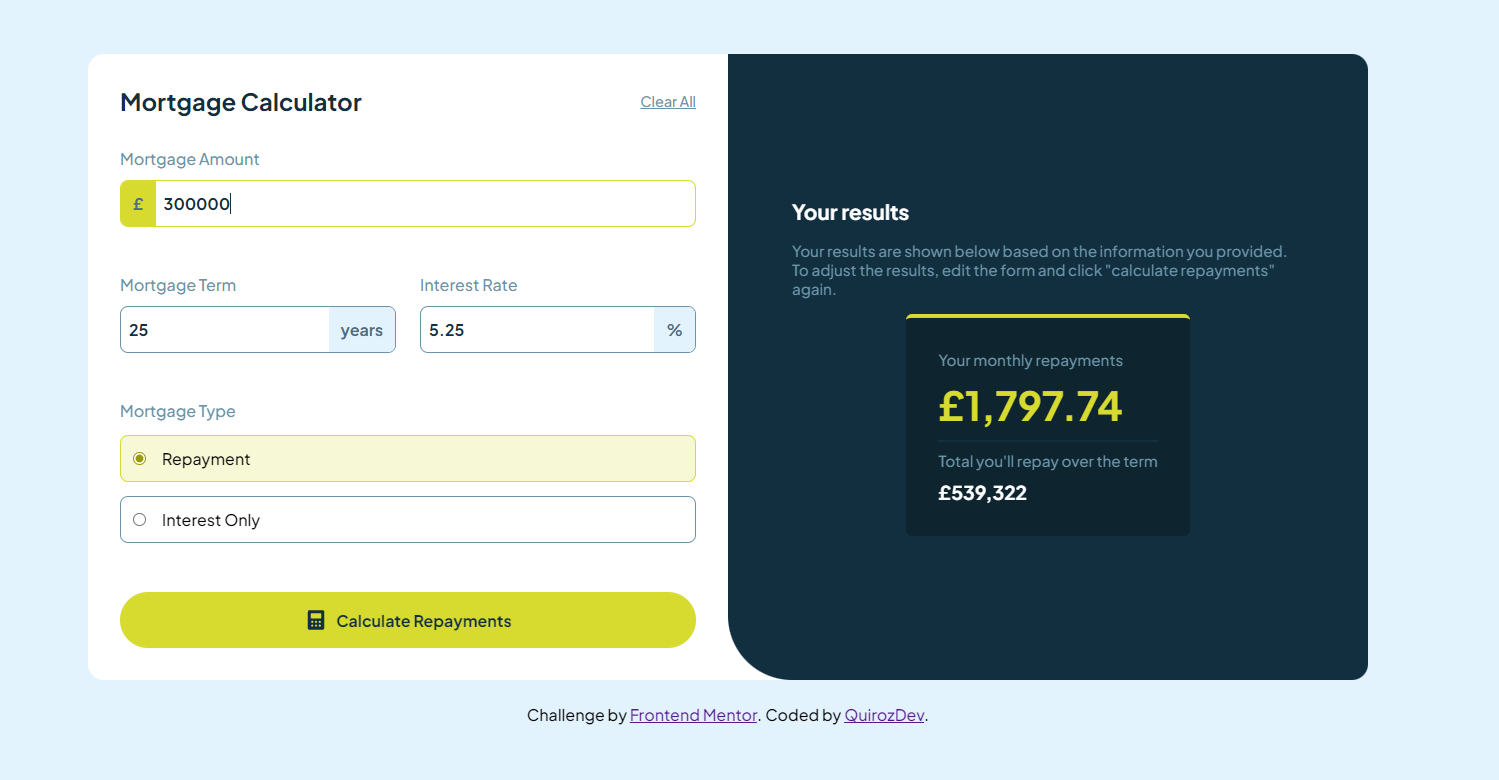 Mortgage Calculator
Clear All
Mortgage Amount
£ 300000
Mortgage Term
25 years
Interest Rate
5.25 %
Mortgage Type
Repayment
Interest Only
Calculate Repayments
Your results
Your results are shown below based on the information you provided.
To adjust the results, edit the form and click "calculate repayments"
again.
Your monthly repayments
£1,797.74
Total you'll repay over the term
£539,322
Challenge by Frontend Mentor. Coded by QuirozDev.